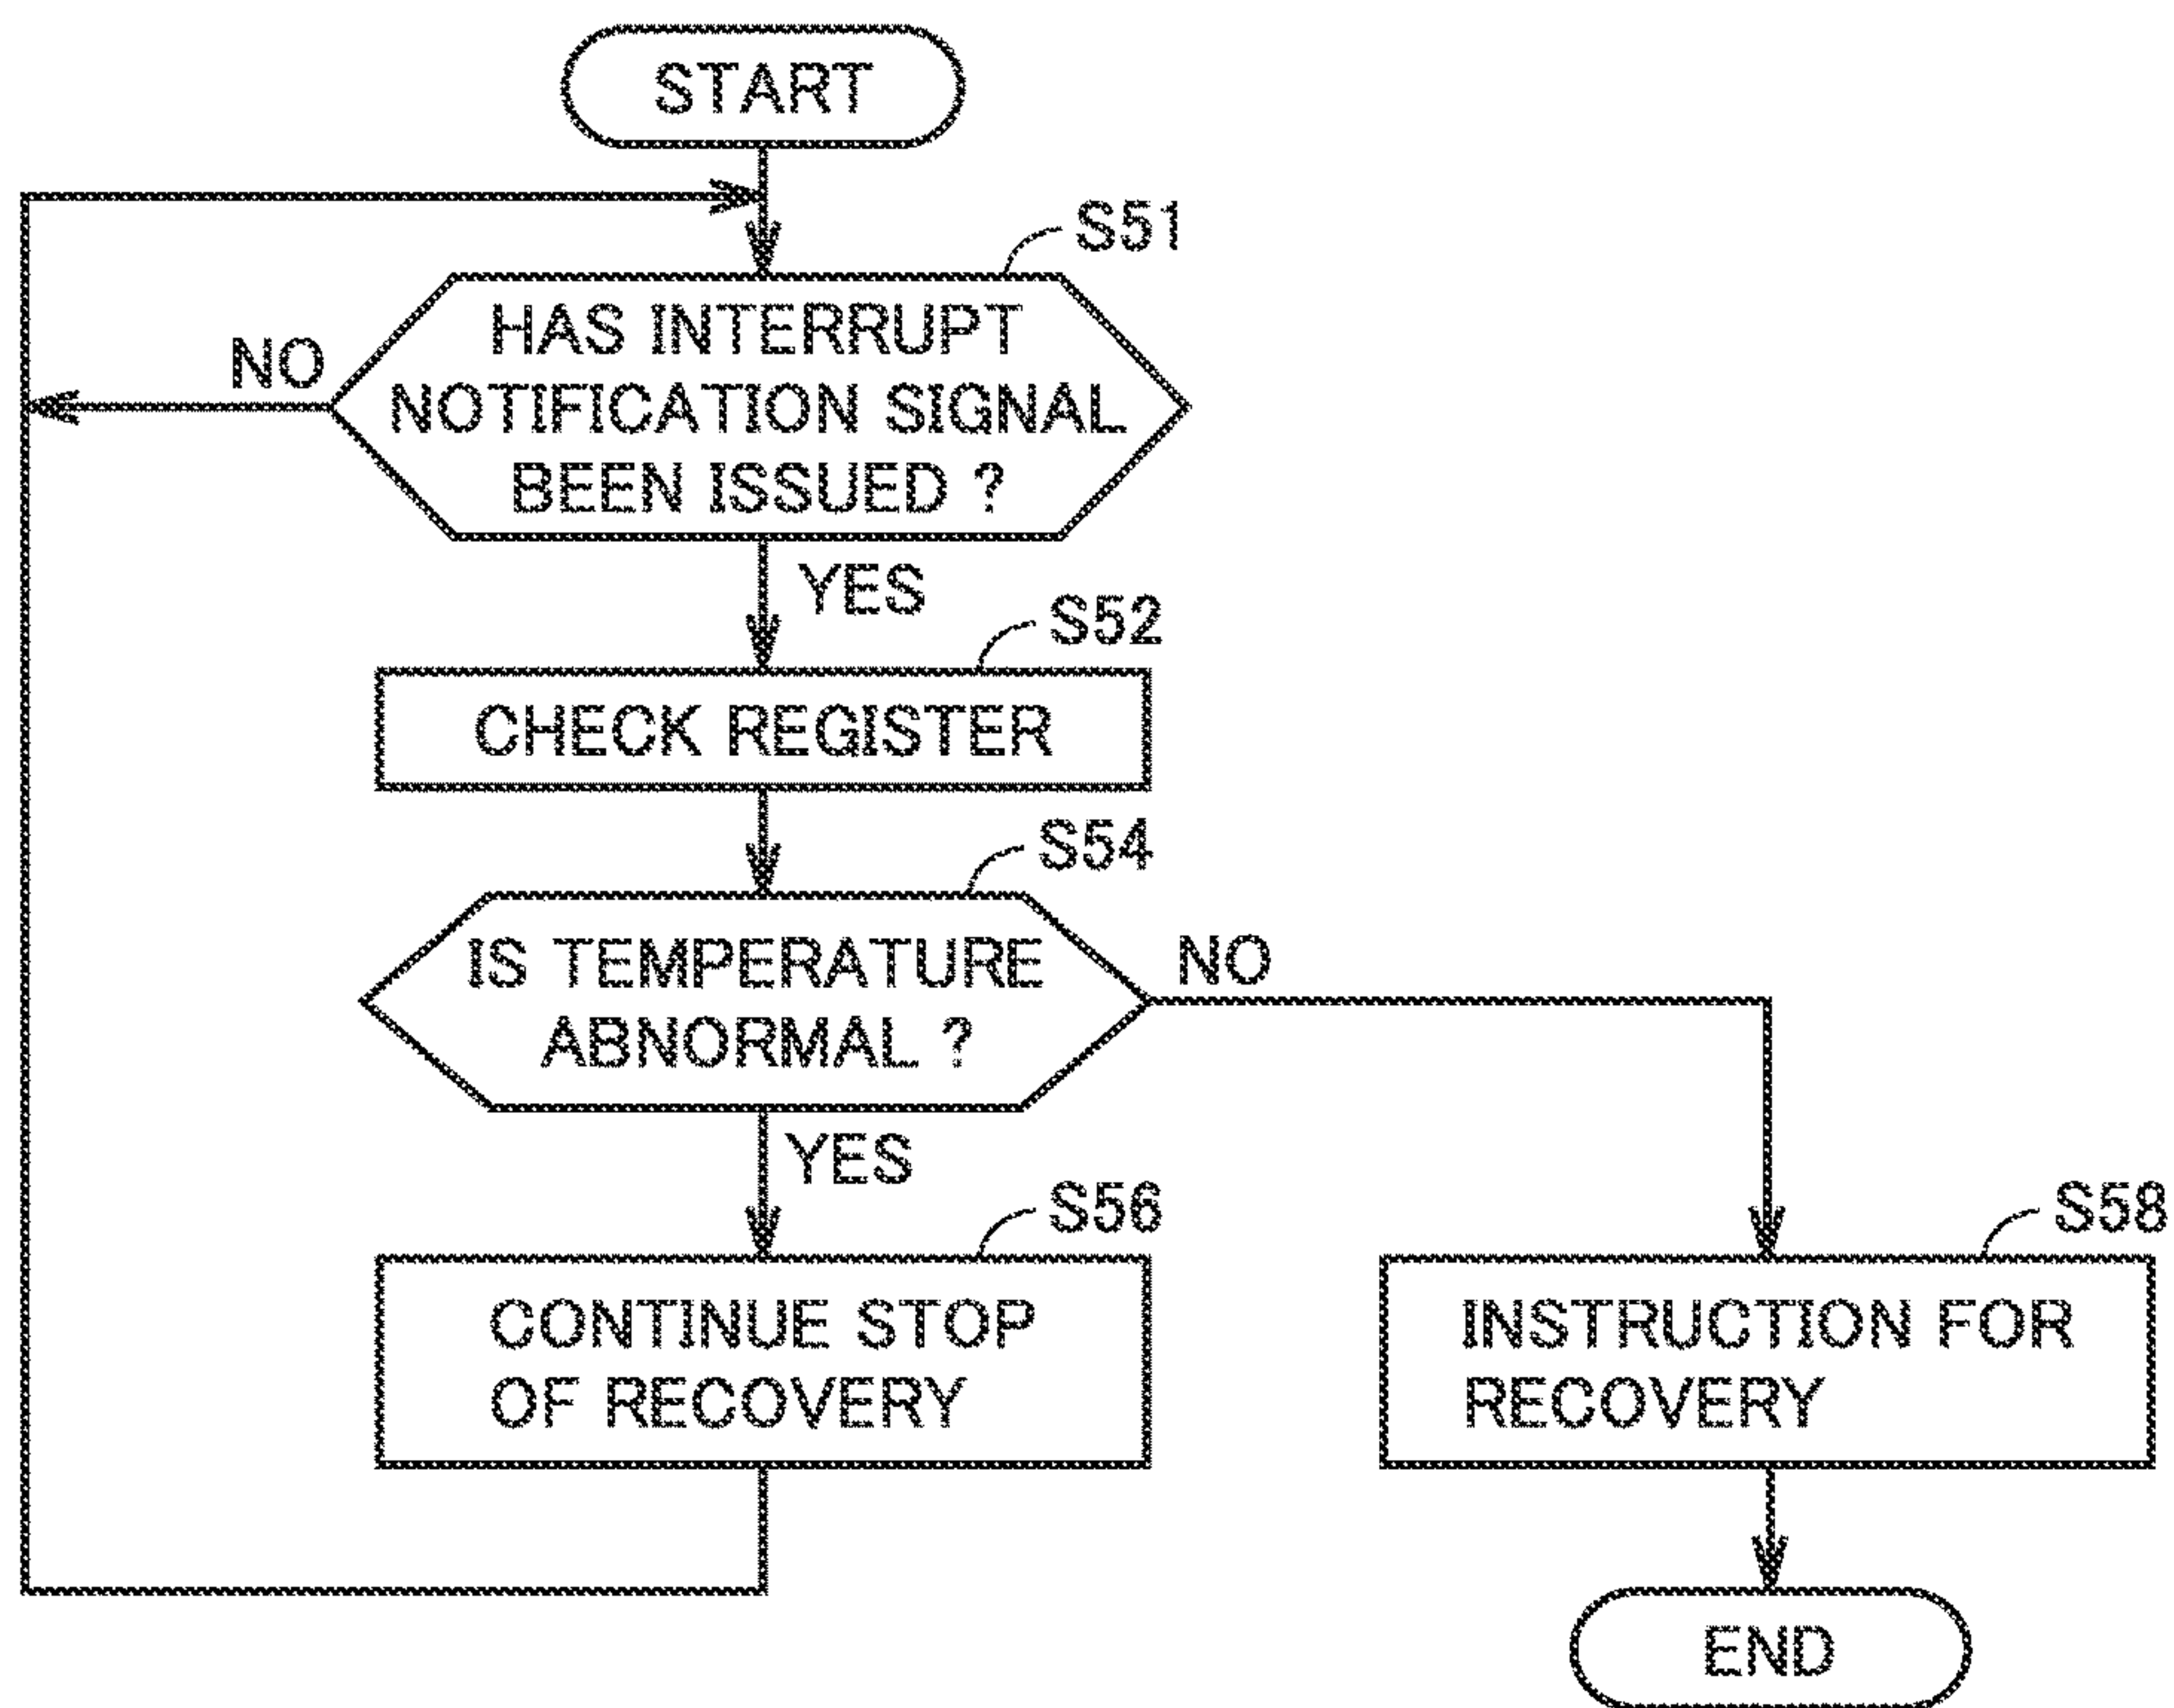 START
S51
HAS INTERRUPT
NOTIFICATION SIGNAL
BEEN ISSUED ?
NO
YES
S52
CHECK REGISTER
S54
IS TEMPERATURE
ABNORMAL ?
NO
YES
S56
CONTINUE STOP
OF RECOVERY
S58
INSTRUCTION FOR
RECOVERY
END